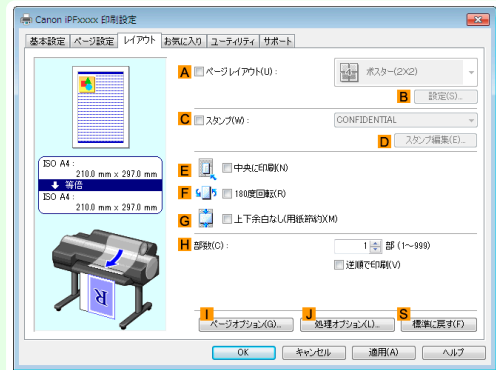 Canon iPFxxxx 印刷設定
基本設定 ページ設定 レイアウト お気に入り ユーティリティ サポート
A ページレイアウト(U) : ポスター(2X2)
B 設定(S)...
C スタンプ(W) : CONFIDENTIAL
D スタンプ編集(E)...
ISO A4 :
210.0 mm x 297.0 mm
等倍
ISO A4 :
210.0 mm x 297.0 mm
E 中央に印刷(N)
F 180度回転(R)
G 上下余白なし(用紙節約)(M)
H 部数(C) : 1 部 (1~999)
逆順で印刷(V)
I ページオプション(G)...
J 処理オプション(L)...
S 標準に戻す(F)
OK キャンセル 適用(A) ヘルプ